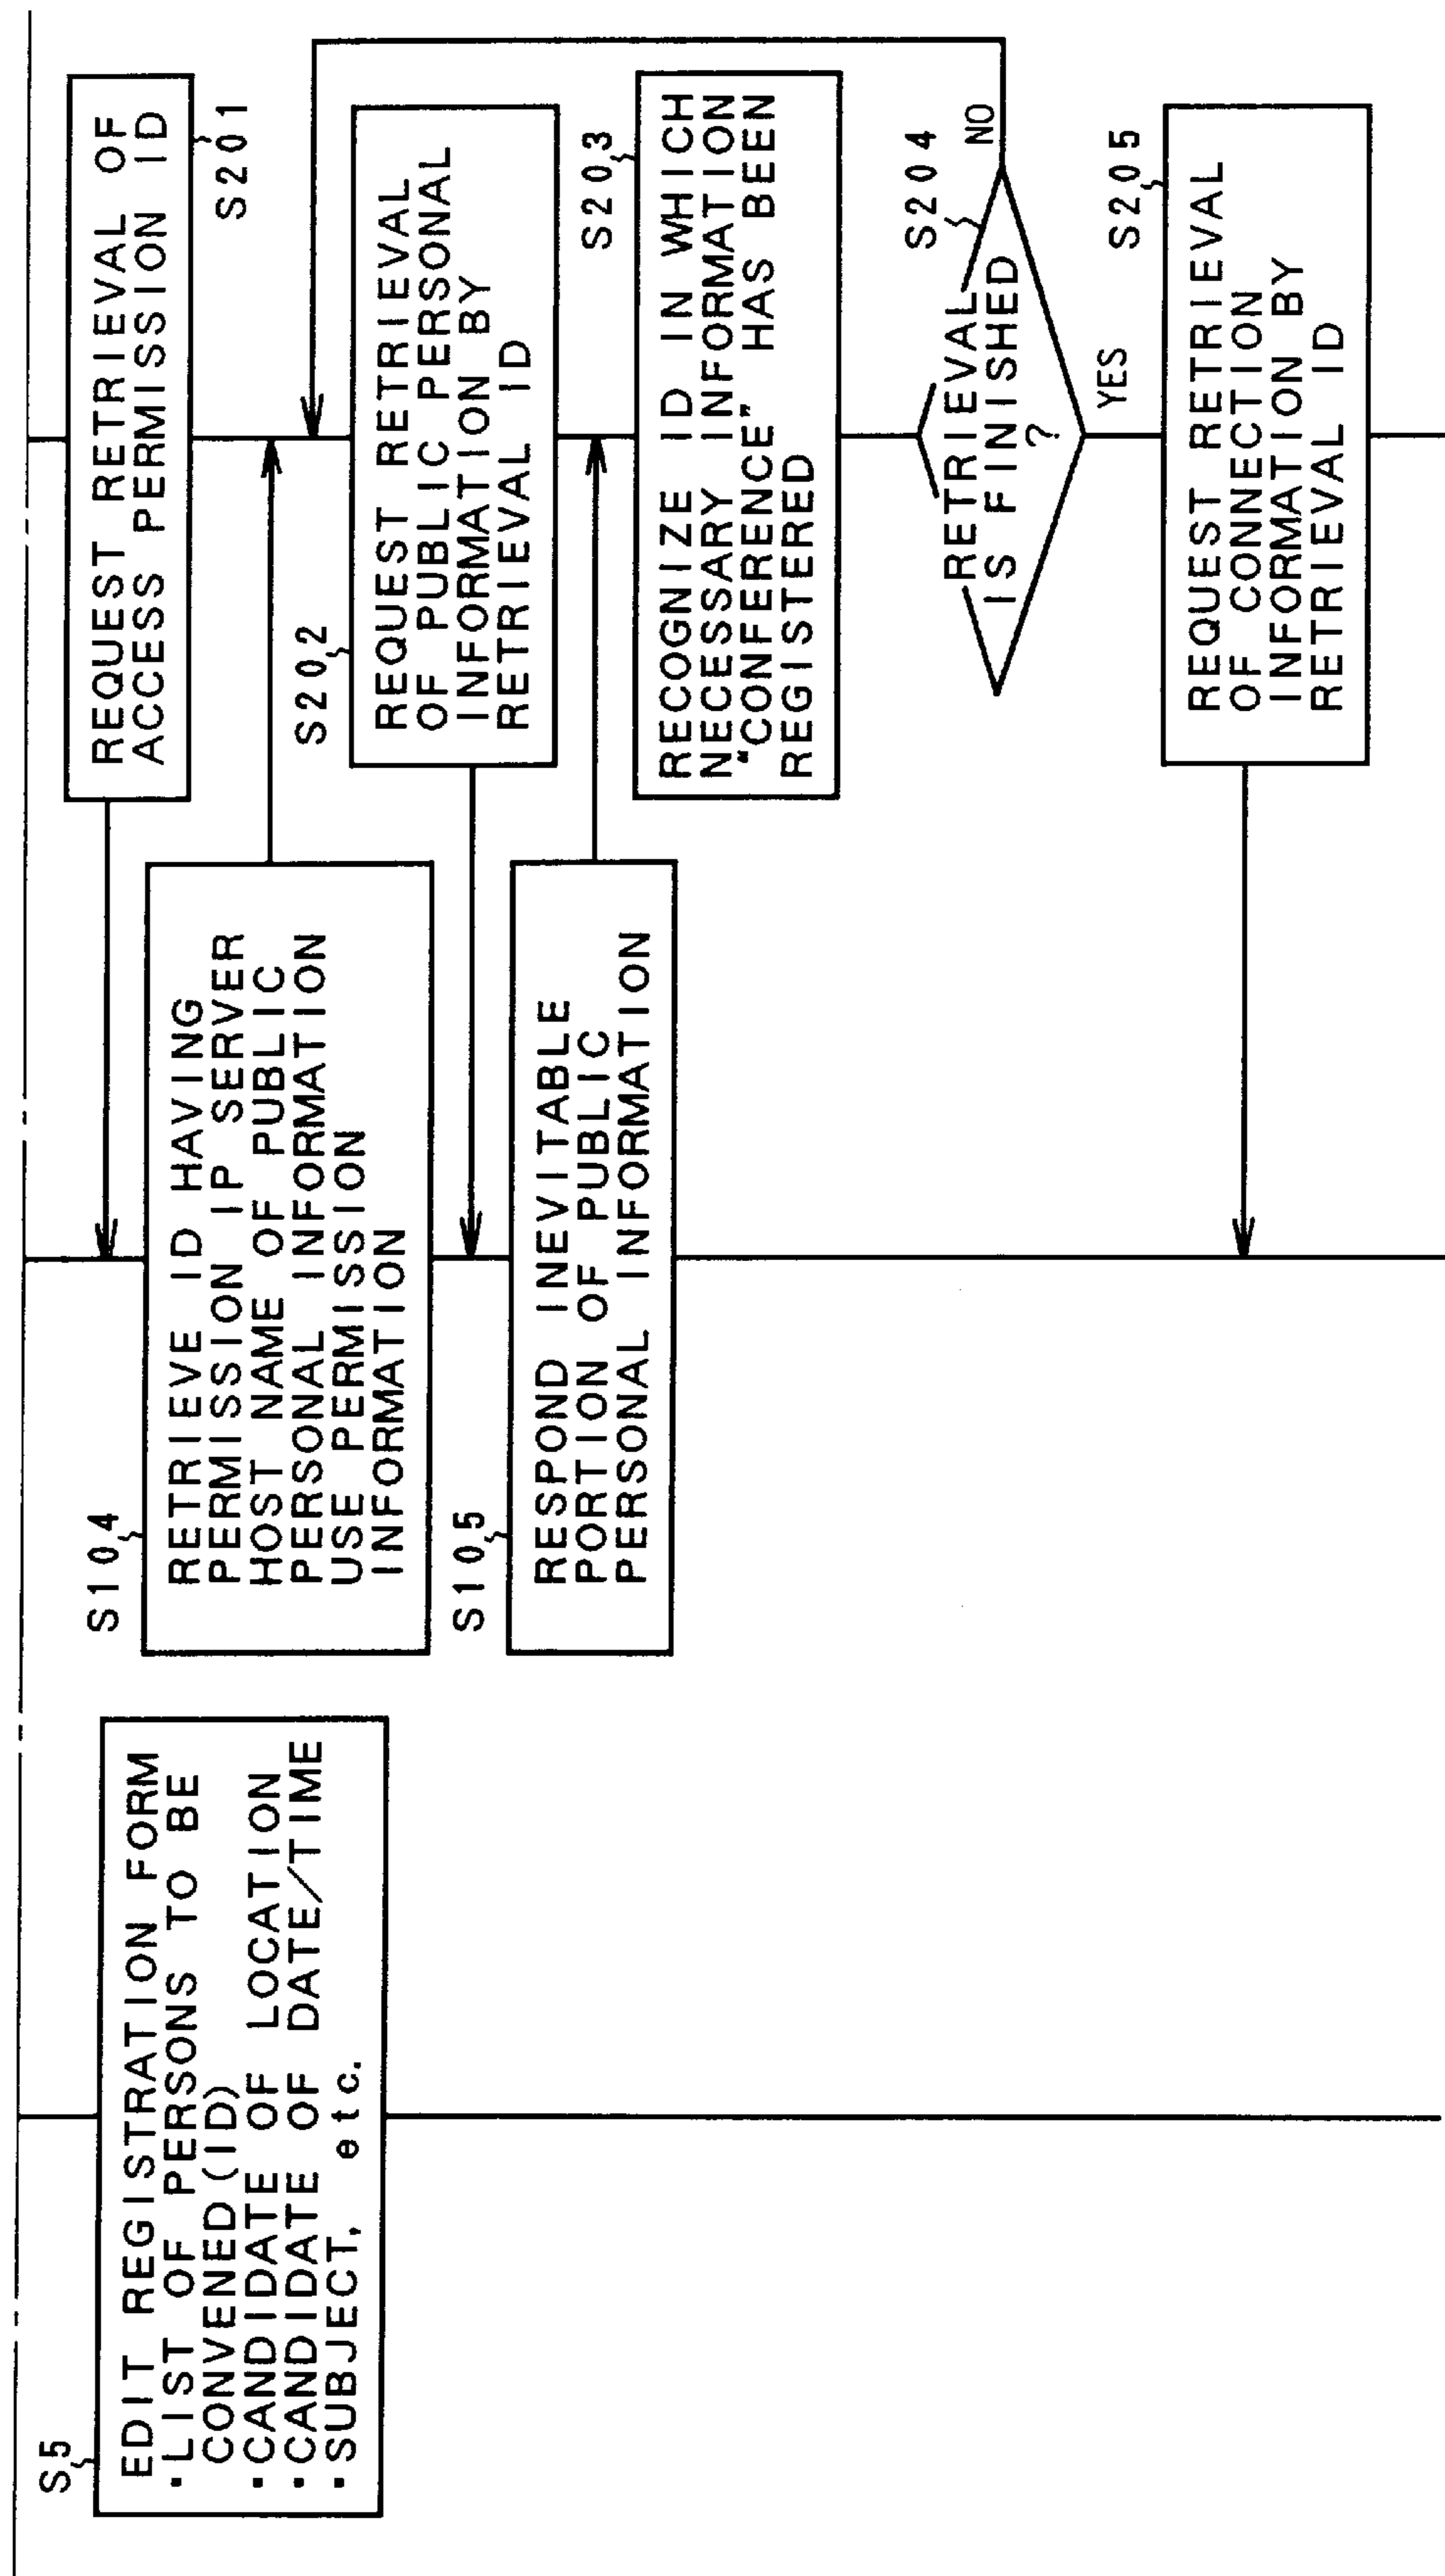 S5
EDIT REGISTRATION FORM
・LIST OF PERSONS TO BE
CONVENED(ID)
・CANDIDATE OF LOCATION
・CANDIDATE OF DATE/TIME
・SUBJECT, etc.
S104
RETRIEVE ID HAVING
PERMISSION IP SERVER
HOST NAME OF PUBLIC
PERSONAL INFORMATION
USE PERMISSION
INFORMATION
S105
RESPOND INEVITABLE
PORTION OF PUBLIC
PERSONAL INFORMATION
REQUEST RETRIEVAL OF
ACCESS PERMISSION ID
S201
S202
REQUEST RETRIEVAL
OF PUBLIC PERSONAL
INFORMATION BY
RETRIEVAL ID
S203
RECOGNIZE ID IN WHICH
NECESSARY INFORMATION
"CONFERENCE" HAS BEEN
REGISTERED
S204
RETRIEVAL
IS FINISHED
?
NO
YES
S205
REQUEST RETRIEVAL
OF CONNECTION
INFORMATION BY
RETRIEVAL ID